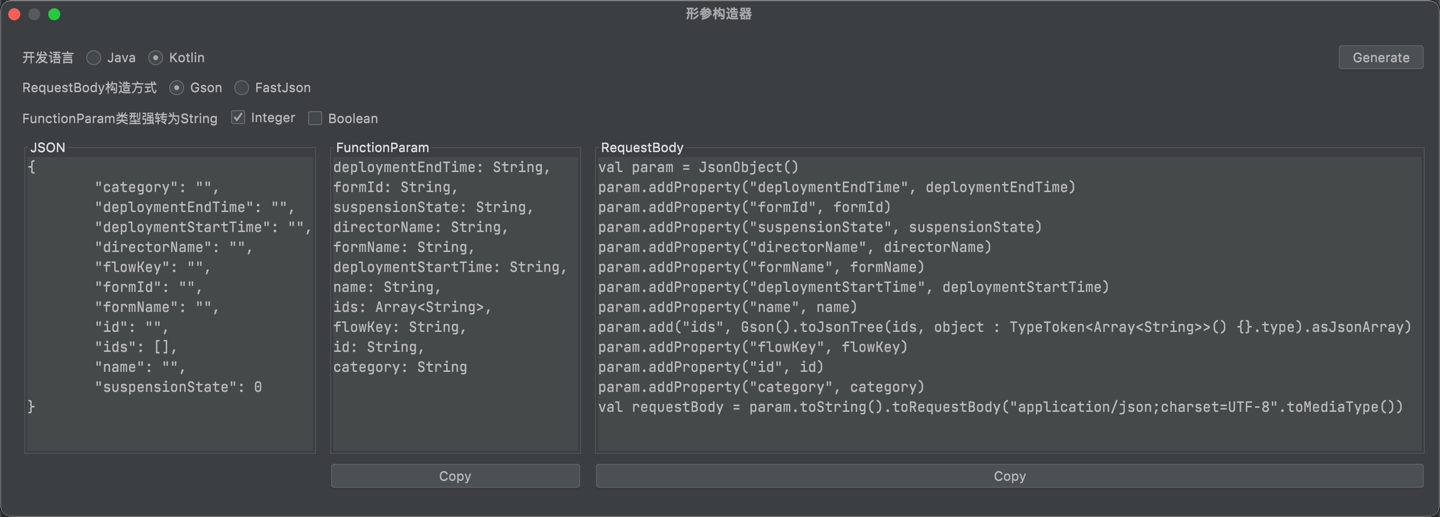 形参构造器
开发语言 Java Kotlin Generate
RequestBody构造方式 Gson FastJson
FunctionParam类型强转为String Integer Boolean
JSON
{
"category": "",
"deploymentEndTime": "",
"deploymentStartTime": "",
"directorName": "",
"flowKey": "",
"formId": "",
"formName": "",
"id": "",
"ids": [],
"name": "",
"suspensionState": 0
}
FunctionParam
deploymentEndTime: String,
formId: String,
suspensionState: String,
directorName: String,
formName: String,
deploymentStartTime: String,
name: String,
ids: Array<String>,
flowKey: String,
id: String,
category: String
Copy
RequestBody
val param = JsonObject()
param.addProperty("deploymentEndTime", deploymentEndTime)
param.addProperty("formId", formId)
param.addProperty("suspensionState", suspensionState)
param.addProperty("directorName", directorName)
param.addProperty("formName", formName)
param.addProperty("deploymentStartTime", deploymentStartTime)
param.addProperty("name", name)
param.add("ids", Gson().toJsonTree(ids, object : TypeToken<Array<String>>() {}.type).asJsonArray)
param.addProperty("flowKey", flowKey)
param.addProperty("id", id)
param.addProperty("category", category)
val requestBody = param.toString().toRequestBody("application/json;charset=UTF-8".toMediaType())
Copy